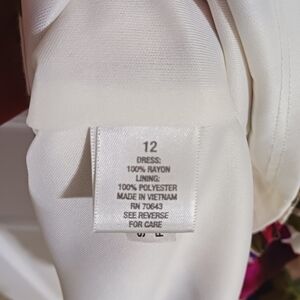 12
DRESS:
100% RAYON
LINING:
100% POLYESTER
MADE IN VIETNAM
RN 70643
SEE REVERSE
FOR CARE